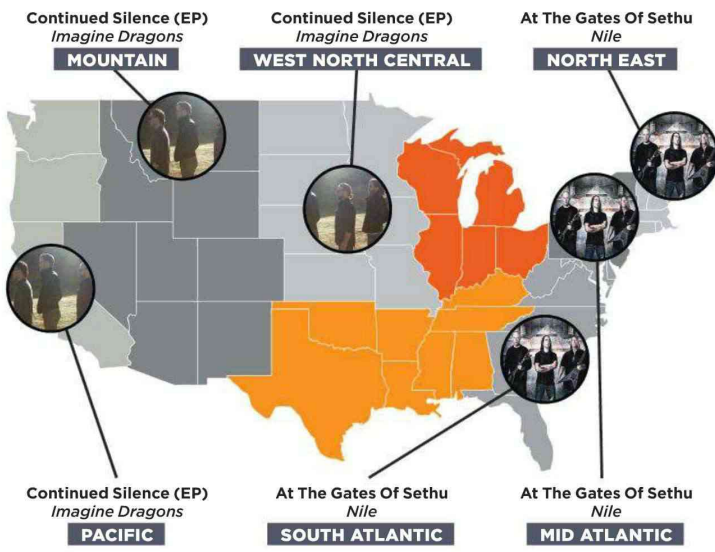 Continued Silence (EP)
Imagine Dragons
MOUNTAIN
Continued Silence (EP)
Imagine Dragons
WEST NORTH CENTRAL
At The Gates Of Sethu
Nile
NORTH EAST
Continued Silence (EP)
Imagine Dragons
PACIFIC
At The Gates Of Sethu
Nile
SOUTH ATLANTIC
At The Gates Of Sethu
Nile
MID ATLANTIC